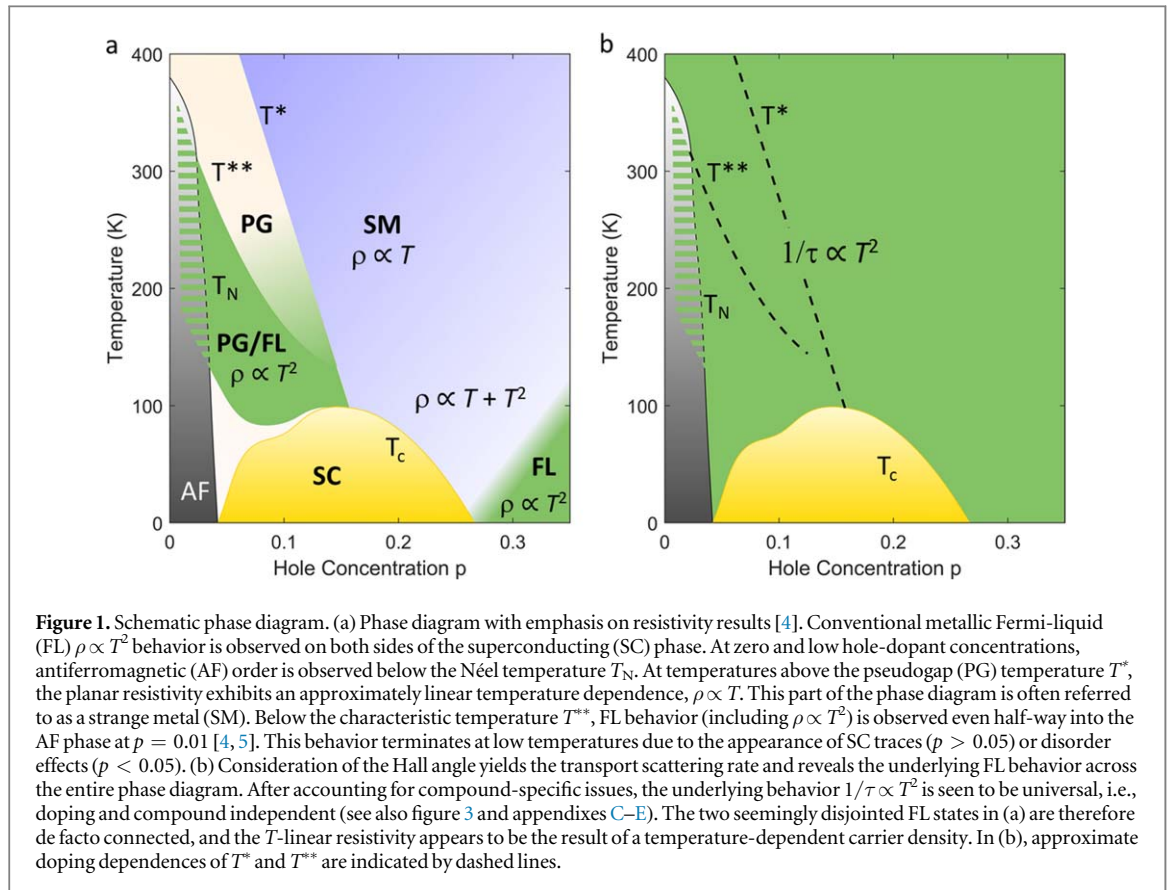 a
b
400
300
200
100
0
Temperature (K)
T*
T**
PG
SM
ρ ∝ T
T_N
PG/FL
ρ ∝ T²
ρ ∝ T + T²
T_c
SC
AF
FL
ρ ∝ T²
0 0.1 0.2 0.3
Hole Concentration p
400
300
200
100
0
Temperature (K)
T*
T**
1/τ ∝ T²
T_N
T_c
0 0.1 0.2 0.3
Hole Concentration p
Figure 1. Schematic phase diagram. (a) Phase diagram with emphasis on resistivity results [4]. Conventional metallic Fermi-liquid
(FL) ρ ∝ T² behavior is observed on both sides of the superconducting (SC) phase. At zero and low hole-dopant concentrations,
antiferromagnetic (AF) order is observed below the Néel temperature T_N. At temperatures above the pseudogap (PG) temperature T*,
the planar resistivity exhibits an approximately linear temperature dependence, ρ ∝ T. This part of the phase diagram is often referred
to as a strange metal (SM). Below the characteristic temperature T**, FL behavior (including ρ ∝ T²) is observed even half-way into the
AF phase at p = 0.01 [4, 5]. This behavior terminates at low temperatures due to the appearance of SC traces (p > 0.05) or disorder
effects (p < 0.05). (b) Consideration of the Hall angle yields the transport scattering rate and reveals the underlying FL behavior across
the entire phase diagram. After accounting for compound-specific issues, the underlying behavior 1/τ ∝ T² is seen to be universal, i.e.,
doping and compound independent (see also figure 3 and appendixes C–E). The two seemingly disjointed FL states in (a) are therefore
de facto connected, and the T-linear resistivity appears to be the result of a temperature-dependent carrier density. In (b), approximate
doping dependences of T* and T** are indicated by dashed lines.